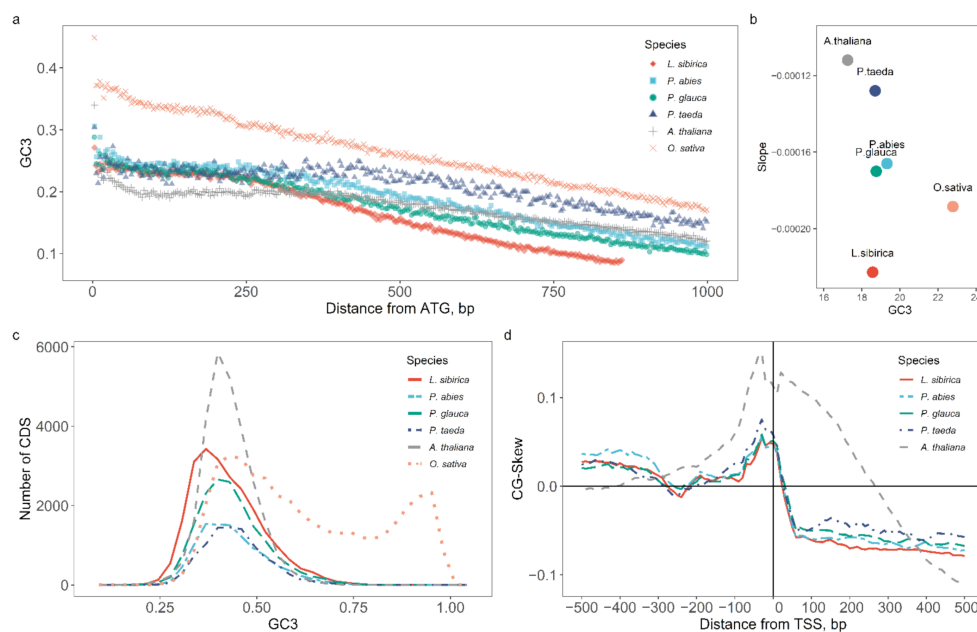 a
0.4
0.3
0.2
0.1
GC3
0
250
500
750
1000
Distance from ATG, bp
Species
L. sibirica
P. abies
P. glauca
P. taeda
A. thaliana
O. sativa
b
−0.00012
−0.00016
−0.00020
Slope
A.thaliana
P.taeda
P.abies
P.glauca
O.sativa
L.sibirica
16
18
20
22
24
GC3
c
6000
4000
2000
0
Number of CDS
0.25
0.50
0.75
1.00
GC3
Species
L. sibirica
P. abies
P. glauca
P. taeda
A. thaliana
O. sativa
d
0.1
0.0
−0.1
CG-Skew
−500
−400
−300
−200
−100
0
100
200
300
400
500
Distance from TSS, bp
Species
L. sibirica
P. abies
P. glauca
P. taeda
A. thaliana